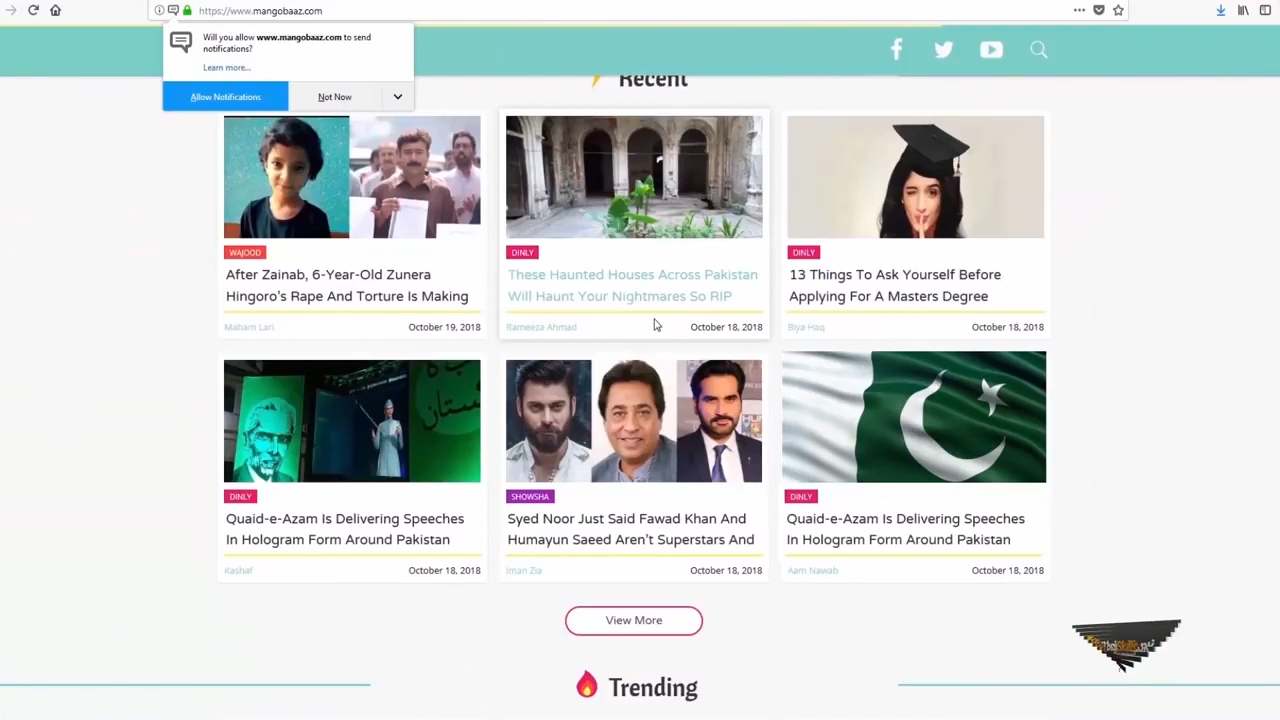 https://www.mangobaaz.com
Will you allow www.mangobaaz.com to send
notifications?
Learn more...
Allow Notifications
Not Now
Recent
WAJOOD
After Zainab, 6-Year-Old Zunera
Hingoro's Rape And Torture Is Making
Maham Lari
October 19, 2018
DINLY
These Haunted Houses Across Pakistan
Will Haunt Your Nightmares So RIP
Rameeza Ahmad
October 18, 2018
DINLY
13 Things To Ask Yourself Before
Applying For A Masters Degree
Biya Haq
October 18, 2018
DINLY
Quaid-e-Azam Is Delivering Speeches
In Hologram Form Around Pakistan
Kashaf
October 18, 2018
SHOWSHA
Syed Noor Just Said Fawad Khan And
Humayun Saeed Aren't Superstars And
Iman Zia
October 18, 2018
DINLY
Quaid-e-Azam Is Delivering Speeches
In Hologram Form Around Pakistan
Aam Nawab
October 18, 2018
View More
Trending